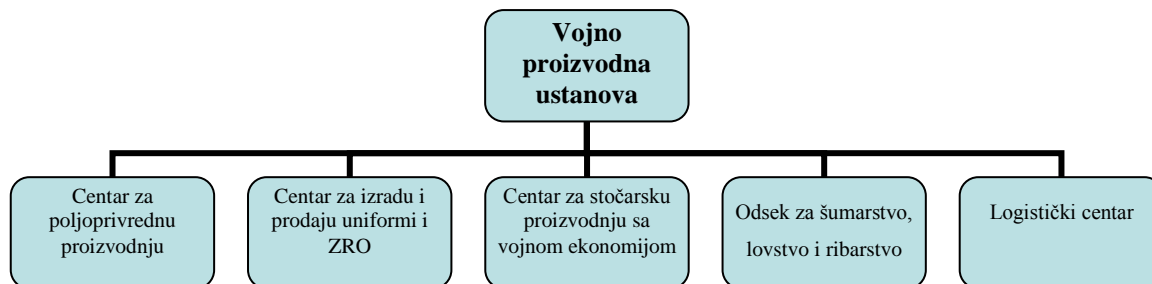 Vojno
proizvodna
ustanova
Centar za
poljoprivrednu
proizvodnju
Centar za izradu i
prodaju uniformi i
ZRO
Centar za stočarsku
proizvodnju sa
vojnom ekonomijom
Odsek za šumarstvo,
lovstvo i ribarstvo
Logistički centar